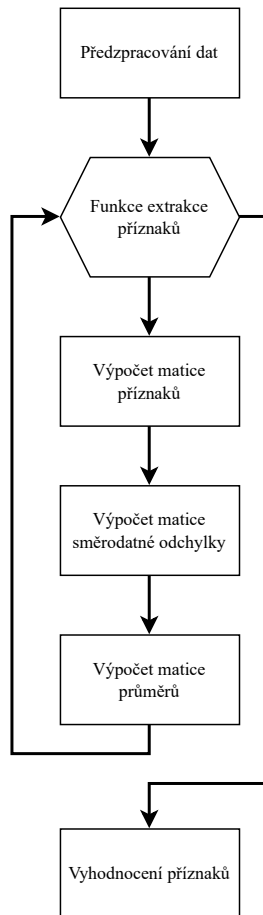 Předzpracování dat
Funkce extrakce
příznaků
Výpočet matice
příznaků
Výpočet matice
směrodatné odchylky
Výpočet matice
průměrů
Vyhodnocení příznaků